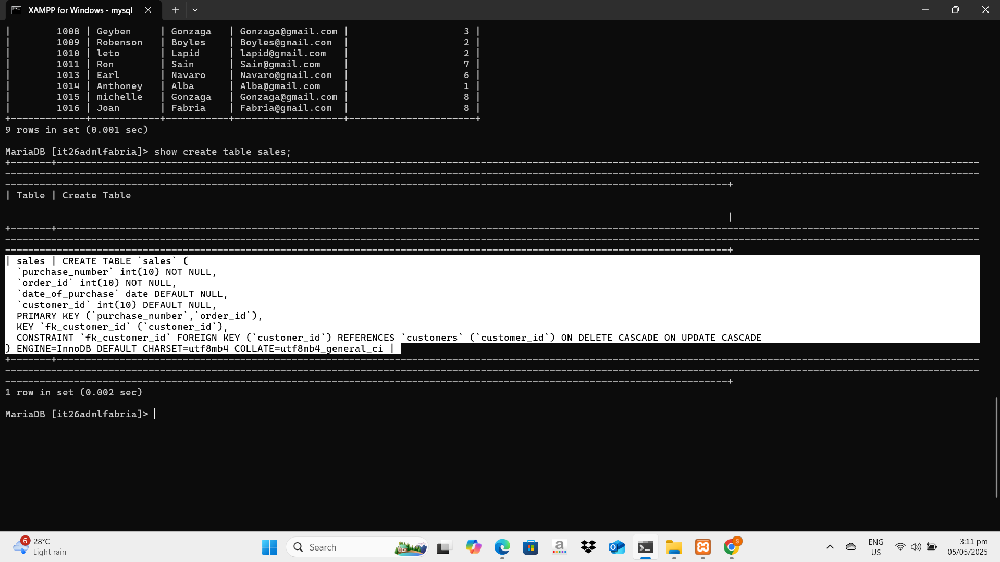 XAMPP for Windows - mysql
| 1008 | Geyben | Gonzaga | Gonzaga@gmail.com | 3 |
| 1009 | Robenson | Boyles | Boyles@gmail.com | 2 |
| 1010 | leto | Lapid | lapid@gmail.com | 2 |
| 1011 | Ron | Sain | Sain@gmail.com | 7 |
| 1013 | Earl | Navaro | Navaro@gmail.com | 6 |
| 1014 | Anthoney | Alba | Alba@gmail.com | 1 |
| 1015 | michelle | Gonzaga | Gonzaga@gmail.com | 8 |
| 1016 | Joan | Fabria | Fabria@gmail.com | 8 |
9 rows in set (0.001 sec)
MariaDB [it26admlfabria]> show create table sales;
| Table | Create Table
|
| sales | CREATE TABLE `sales` (
`purchase_number` int(10) NOT NULL,
`order_id` int(10) NOT NULL,
`date_of_purchase` date DEFAULT NULL,
`customer_id` int(10) DEFAULT NULL,
PRIMARY KEY (`purchase_number`,`order_id`),
KEY `fk_customer_id` (`customer_id`),
CONSTRAINT `fk_customer_id` FOREIGN KEY (`customer_id`) REFERENCES `customers` (`customer_id`) ON DELETE CASCADE ON UPDATE CASCADE
) ENGINE=InnoDB DEFAULT CHARSET=utf8mb4 COLLATE=utf8mb4_general_ci |
1 row in set (0.002 sec)
MariaDB [it26admlfabria]>
6
28°C
Light rain
Search
a
S
ENG
US
3:11 pm
05/05/2025